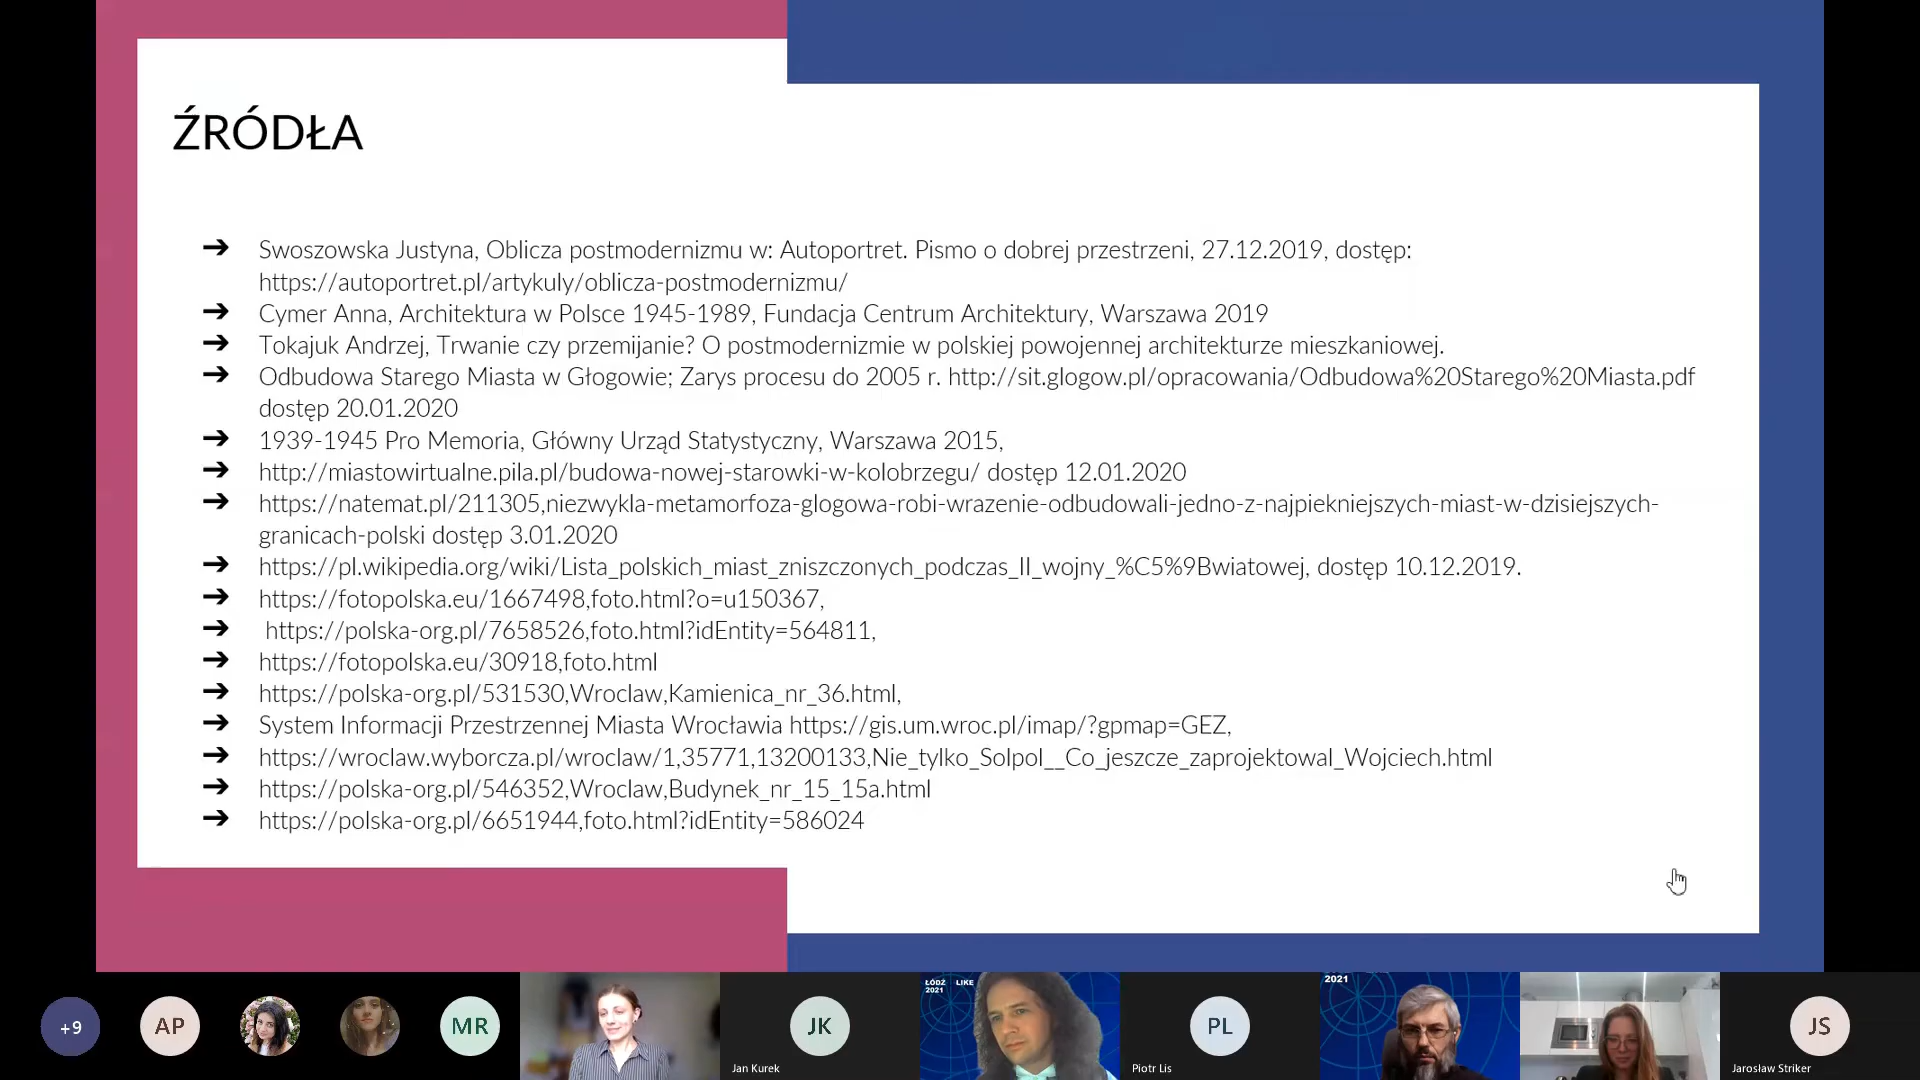 ŹRÓDŁA
➔ Swoszowska Justyna, Oblicza postmodernizmu w: Autoportret. Pismo o dobrej przestrzeni, 27.12.2019, dostęp:
https://autoportret.pl/artykuly/oblicza-postmodernizmu/
➔ Cymer Anna, Architektura w Polsce 1945-1989, Fundacja Centrum Architektury, Warszawa 2019
➔ Tokajuk Andrzej, Trwanie czy przemijanie? O postmodernizmie w polskiej powojennej architekturze mieszkaniowej.
➔ Odbudowa Starego Miasta w Głogowie; Zarys procesu do 2005 r. http://sit.glogow.pl/opracowania/Odbudowa%20Starego%20Miasta.pdf
dostęp 20.01.2020
➔ 1939-1945 Pro Memoria, Główny Urząd Statystyczny, Warszawa 2015,
➔ http://miastowirtualne.pila.pl/budowa-nowej-starowki-w-kolobrzegu/ dostęp 12.01.2020
➔ https://natemat.pl/211305,niezwykla-metamorfoza-glogowa-robi-wrazenie-odbudowali-jedno-z-najpiekniejszych-miast-w-dzisiejszych-
granicach-polski dostęp 3.01.2020
➔ https://pl.wikipedia.org/wiki/Lista_polskich_miast_zniszczonych_podczas_II_wojny_%C5%9Bwiatowej, dostęp 10.12.2019.
➔ https://fotopolska.eu/1667498,foto.html?o=u150367,
➔ https://polska-org.pl/7658526,foto.html?idEntity=564811,
➔ https://fotopolska.eu/30918,foto.html
➔ https://polska-org.pl/531530,Wroclaw,Kamienica_nr_36.html,
➔ System Informacji Przestrzennej Miasta Wrocławia https://gis.um.wroc.pl/imap/?gpmap=GEZ,
➔ https://wroclaw.wyborcza.pl/wroclaw/1,35771,13200133,Nie_tylko_Solpol__Co_jeszcze_zaprojektowal_Wojciech.html
➔ https://polska-org.pl/546352,Wroclaw,Budynek_nr_15_15a.html
➔ https://polska-org.pl/6651944,foto.html?idEntity=586024
+9
AP
MR
JK
Jan Kurek
ŁÓDŹ LIKE
2021
PL
Piotr Lis
2021
JS
Jarosław Striker